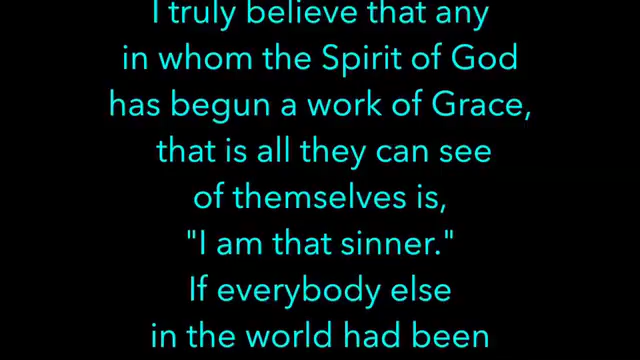 I truly believe that any
in whom the Spirit of God
has begun a work of Grace,
that is all they can see
of themselves is,
"I am that sinner."
If everybody else
in the world had been